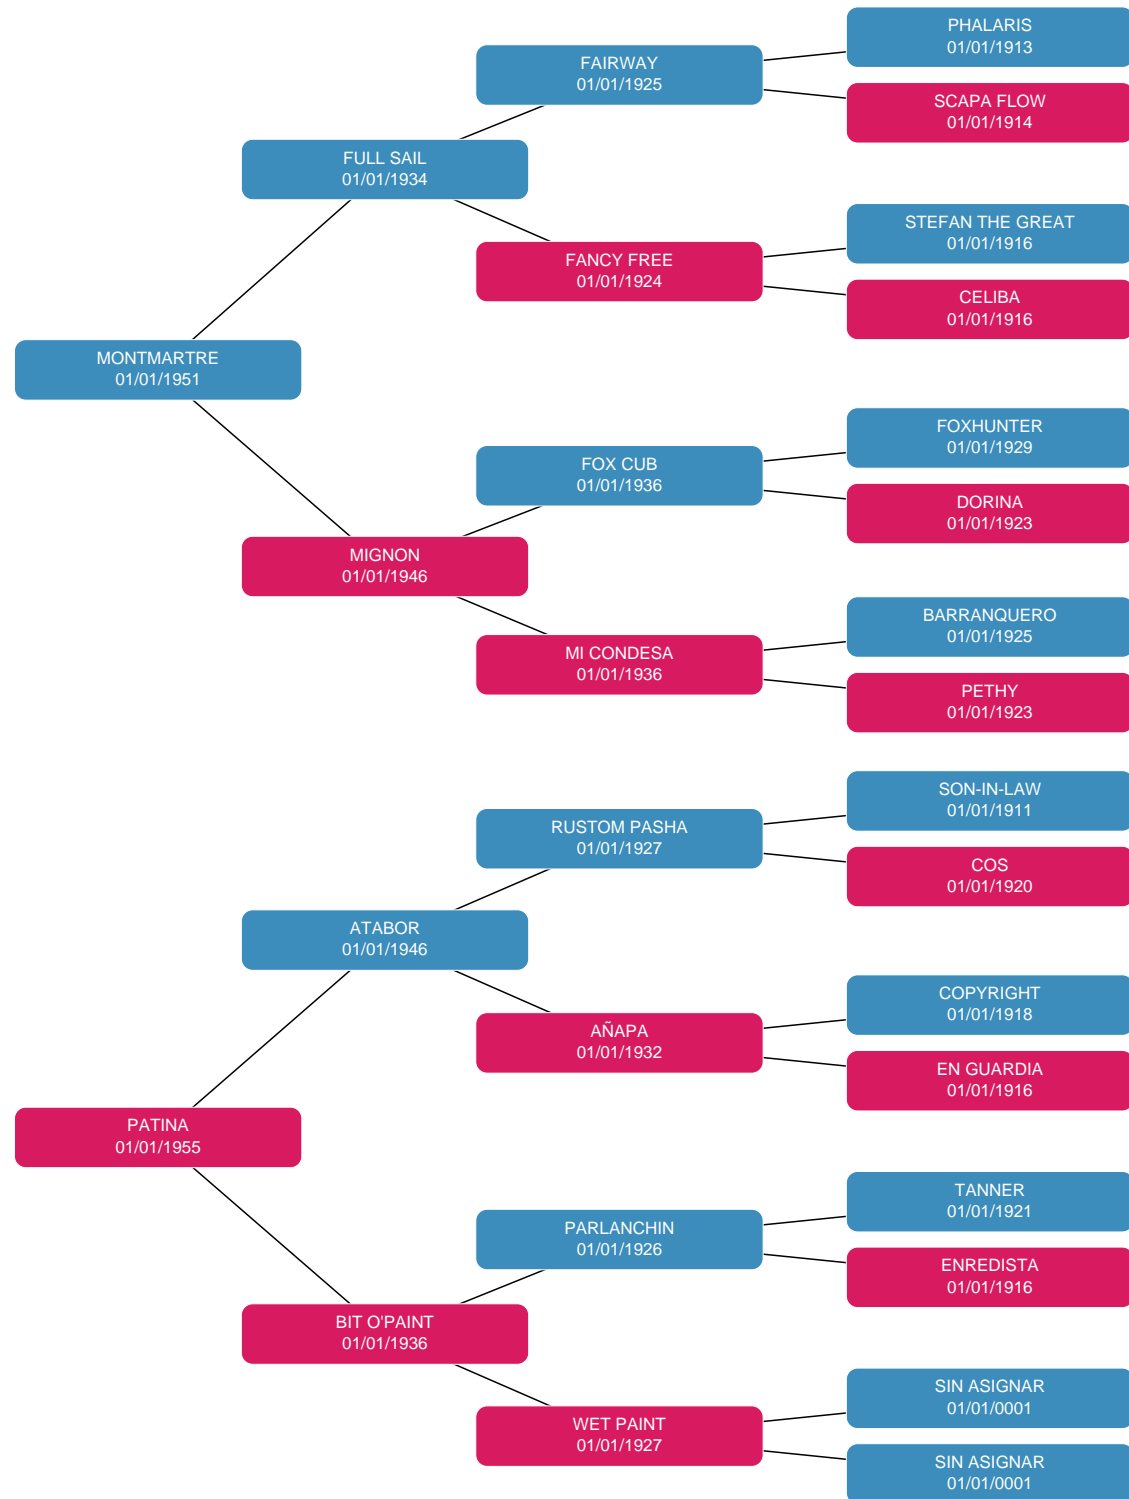 PHALARIS
01/01/1913
FAIRWAY
01/01/1925
SCAPA FLOW
01/01/1914
FULL SAIL
01/01/1934
STEFAN THE GREAT
01/01/1916
FANCY FREE
01/01/1924
CELIBA
01/01/1916
MONTMARTRE
01/01/1951
FOXHUNTER
01/01/1929
FOX CUB
01/01/1936
DORINA
01/01/1923
MIGNON
01/01/1946
BARRANQUERO
01/01/1925
MI CONDESA
01/01/1936
PETHY
01/01/1923
SON-IN-LAW
01/01/1911
RUSTOM PASHA
01/01/1927
COS
01/01/1920
ATABOR
01/01/1946
COPYRIGHT
01/01/1918
AÑAPA
01/01/1932
EN GUARDIA
01/01/1916
PATINA
01/01/1955
TANNER
01/01/1921
PARLANCHIN
01/01/1926
ENREDISTA
01/01/1916
BIT O'PAINT
01/01/1936
SIN ASIGNAR
01/01/0001
WET PAINT
01/01/1927
SIN ASIGNAR
01/01/0001